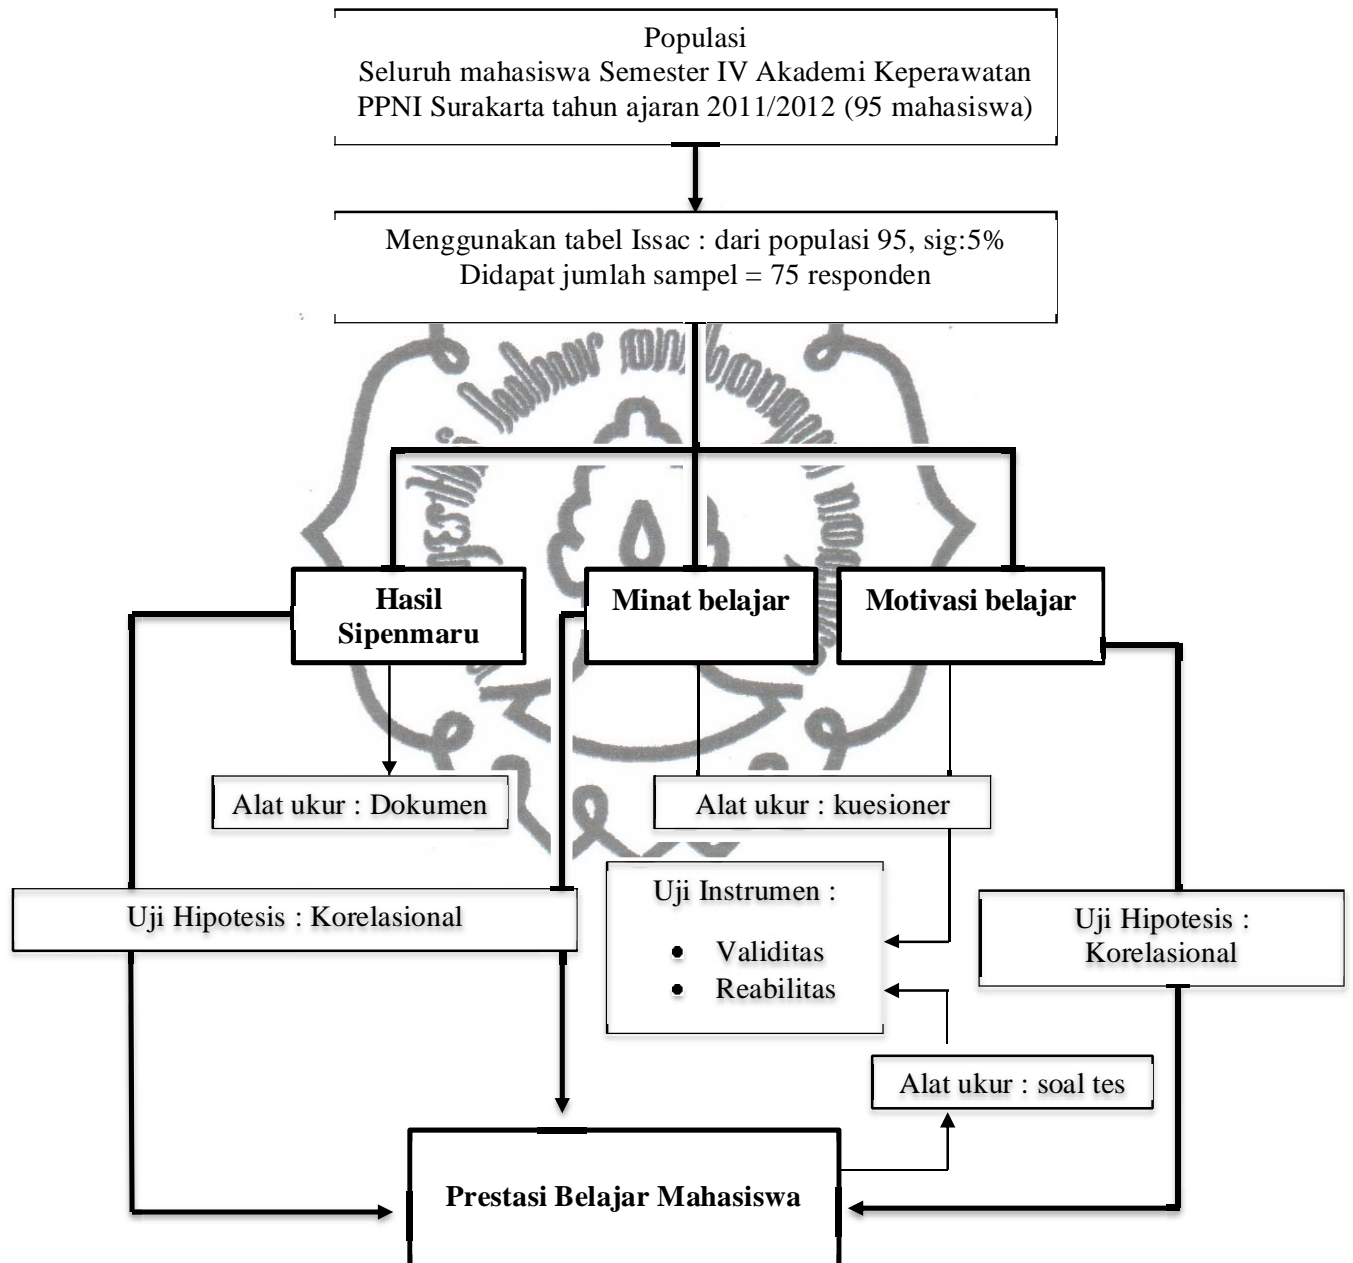 Populasi
Seluruh mahasiswa Semester IV Akademi Keperawatan
PPNI Surakarta tahun ajaran 2011/2012 (95 mahasiswa)
Menggunakan tabel Issac : dari populasi 95, sig:5%
Didapat jumlah sampel = 75 responden
Hasil
Sipenmaru
Minat belajar
Motivasi belajar
Alat ukur : Dokumen
Alat ukur : kuesioner
Uji Hipotesis : Korelasional
Uji Instrumen :
• Validitas
• Reabilitas
Uji Hipotesis :
Korelasional
Alat ukur : soal tes
Prestasi Belajar Mahasiswa